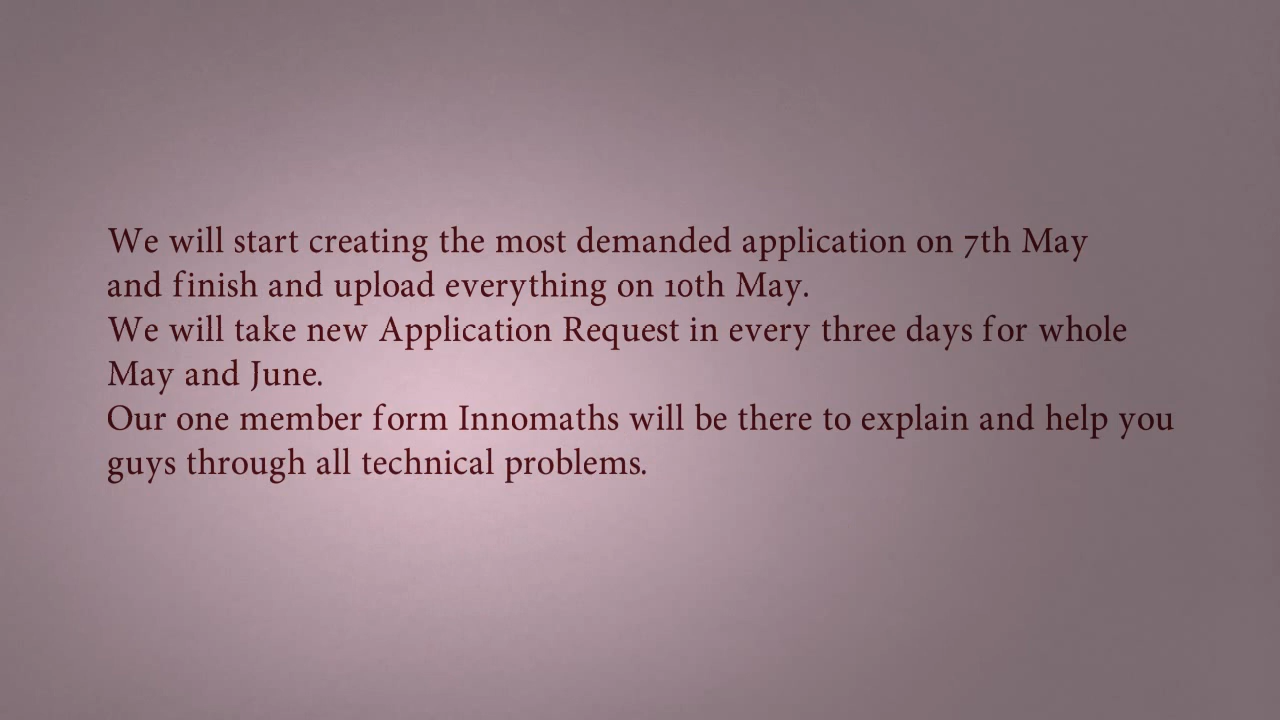 We will start creating the most demanded application on 7th May
and finish and upload everything on 10th May.
We will take new Application Request in every three days for whole
May and June.
Our one member form Innomaths will be there to explain and help you
guys through all technical problems.